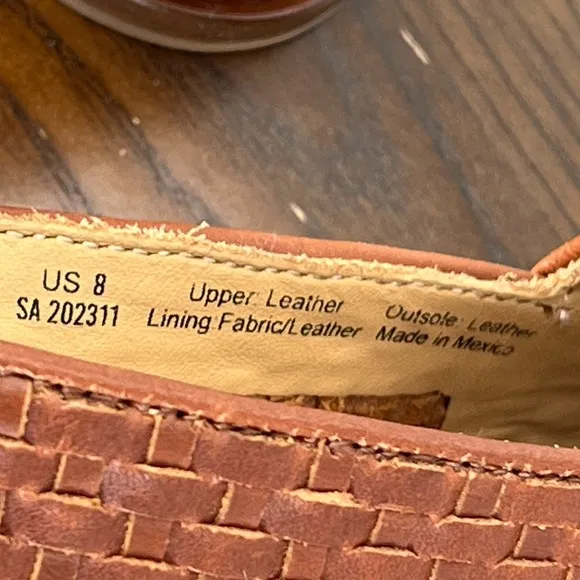 US 8
SA 202311
Upper: Leather
Lining Fabric/Leather
Outsole: Leather
Made in Mexico